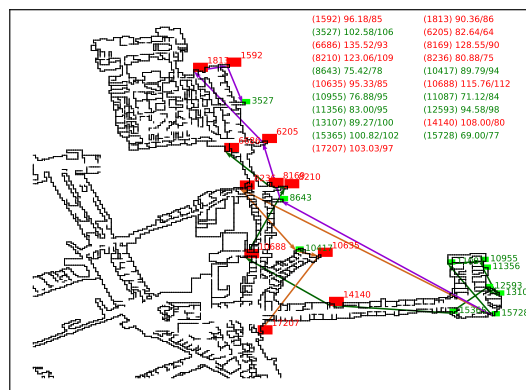 (1592) 96.18/85 (1813) 90.36/86
(3527) 102.58/106 (6205) 82.64/64
(6686) 135.52/93 (8169) 128.55/90
(8210) 123.06/109 (8236) 80.88/75
(8643) 75.42/78 (10417) 89.79/94
(10635) 95.33/85 (10688) 115.76/112
(10955) 76.88/95 (11087) 71.12/84
(11356) 83.00/95 (12593) 94.58/98
(13107) 89.27/100 (14140) 108.00/80
(15365) 100.82/102 (15728) 69.00/77
(17207) 103.03/97
1592
1813
3527
6205
8169
8210
8643
10635
10955
11356
12593
14140
15728
17207